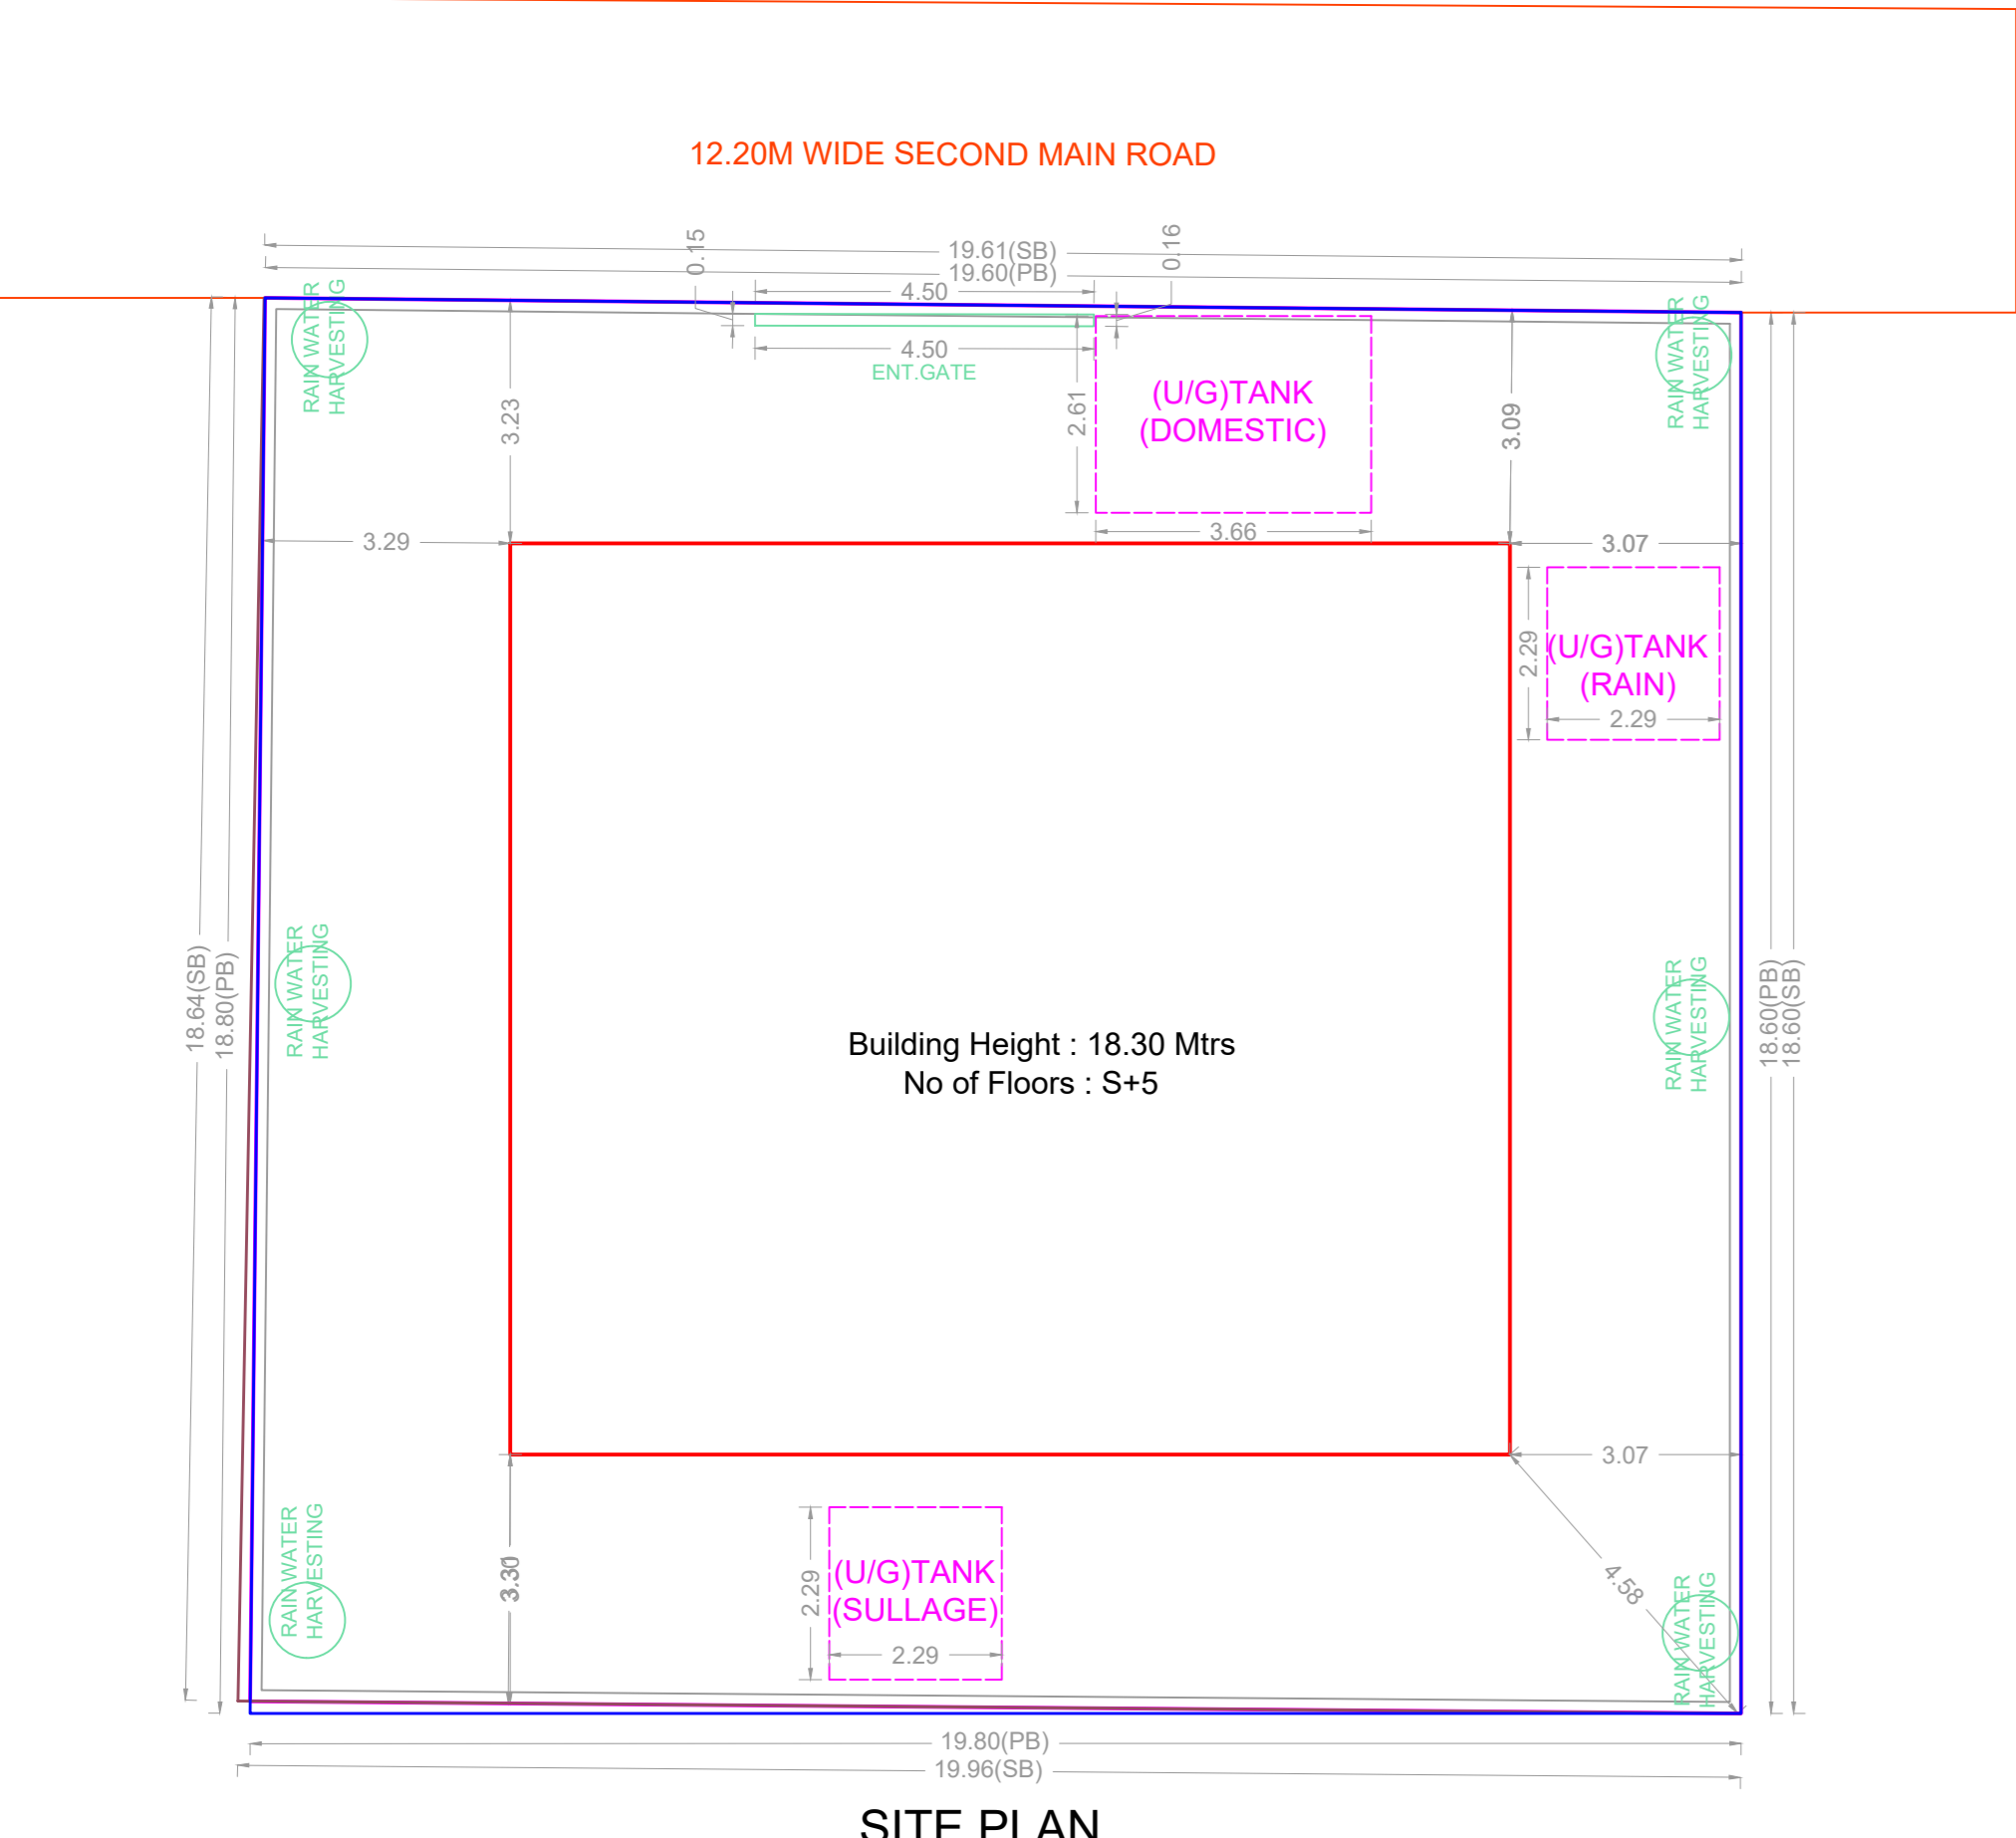 12.20M WIDE SECOND MAIN ROAD
19.61(SB)
19.60(PB)
0.15
0.16
4.50
4.50
ENT.GATE
RAIN WATER
HARVESTING
RAIN WATER
HARVESTING
3.23
2.61
(U/G)TANK
(DOMESTIC)
3.09
3.66
3.29
3.07
2.29
(U/G)TANK
(RAIN)
2.29
18.64(SB)
18.80(PB)
RAIN WATER
HARVESTING
Building Height : 18.30 Mtrs
No of Floors : S+5
RAIN WATER
HARVESTING
18.60(PB)
18.60(SB)
3.07
RAIN WATER
HARVESTING
2.29
(U/G)TANK
(SULLAGE)
2.29
4.58
RAIN WATER
HARVESTING
19.80(PB)
19.96(SB)
SITE PLAN